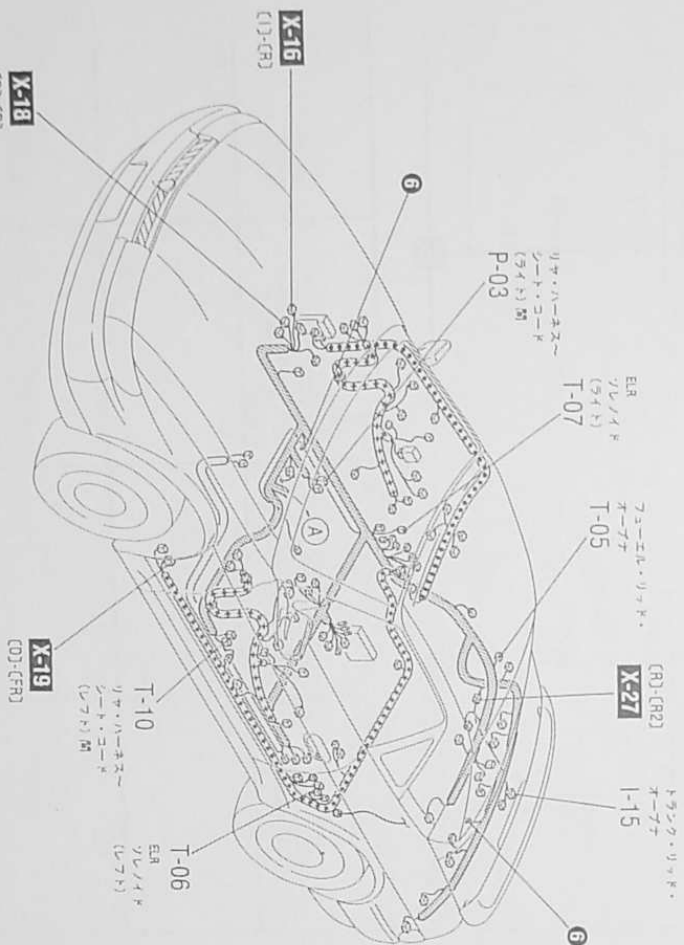 X-16
[I]-[R]
X-18
6
リヤ・ハーネス〜
シート・コード
(ライト)間
P-03
ELR
ソレノイド
(ライト)
T-07
フューエル・リッド・
オープナ
T-05
[R]-[R2]
X-27
トランク・リッド・
オープナ
I-15
A
X-19
[D]-[FR]
T-10
リヤ・ハーネス〜
シート・コード
(レフト)間
T-06
ELR
ソレノイド
(レフト)
6